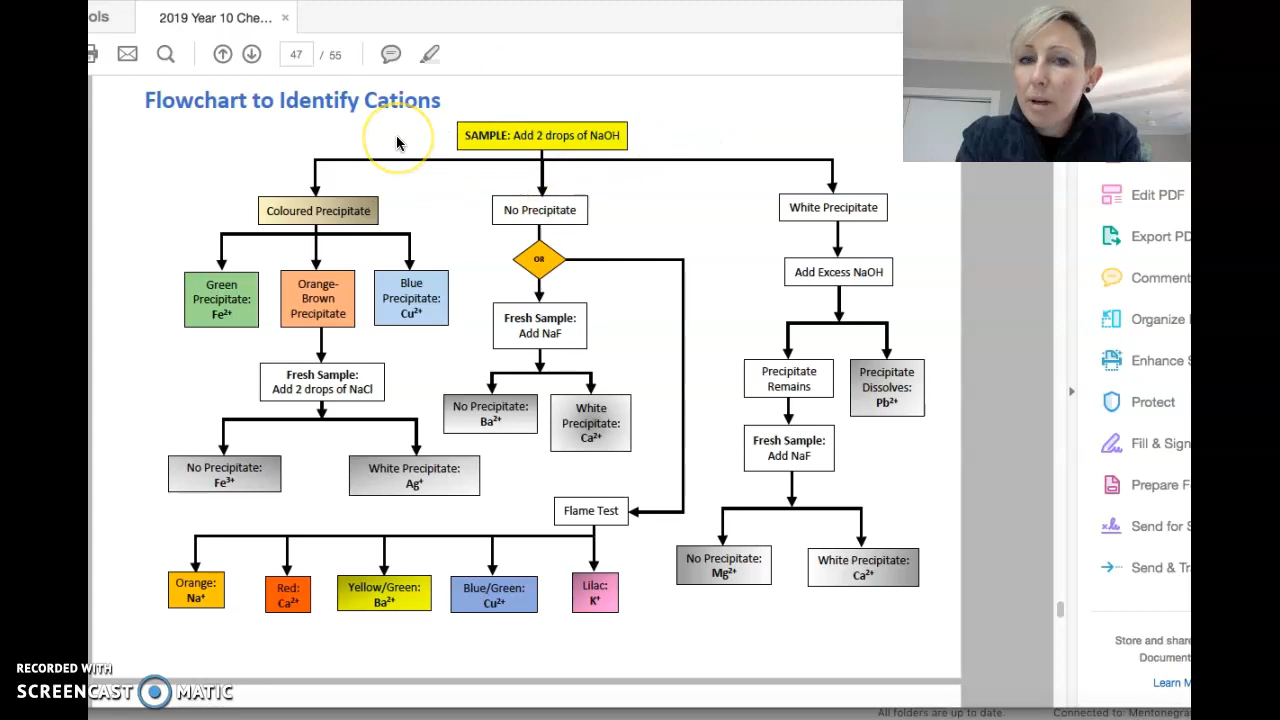 ols
2019 Year 10 Che... ×
47 / 55
Flowchart to Identify Cations
SAMPLE: Add 2 drops of NaOH
Coloured Precipitate
No Precipitate
White Precipitate
OR
Add Excess NaOH
Green
Precipitate:
Fe²⁺
Orange-
Brown
Precipitate
Blue
Precipitate:
Cu²⁺
Fresh Sample:
Add NaF
Fresh Sample:
Add 2 drops of NaCl
Precipitate
Remains
Precipitate
Dissolves:
Pb²⁺
No Precipitate:
Ba²⁺
White
Precipitate:
Ca²⁺
Fresh Sample:
Add NaF
No Precipitate:
Fe³⁺
White Precipitate:
Ag⁺
Flame Test
No Precipitate:
Mg²⁺
White Precipitate:
Ca²⁺
Orange:
Na⁺
Red:
Ca²⁺
Yellow/Green:
Ba²⁺
Blue/Green:
Cu²⁺
Lilac:
K⁺
Edit PDF
Export PD
Comment
Organize
Enhance S
Protect
Fill & Sign
Prepare F
Send for S
Send & Tr
Store and share
Document
Learn M
All folders are up to date.
Connected to: Mentonegra
RECORDED WITH
SCREENCAST MATIC